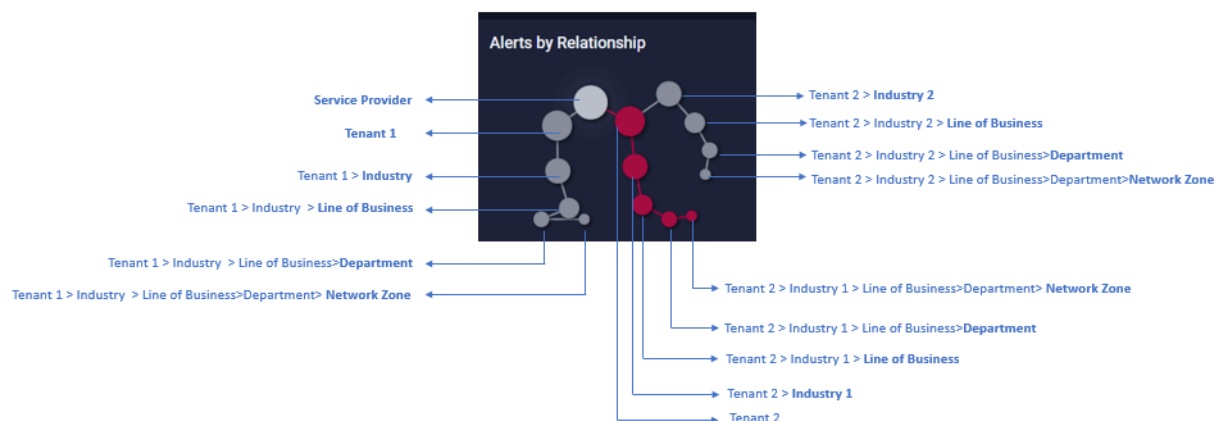 Alerts by Relationship
Service Provider
Tenant 1
Tenant 1 > Industry
Tenant 1 > Industry > Line of Business
Tenant 1 > Industry > Line of Business>Department
Tenant 1 > Industry > Line of Business>Department> Network Zone
Tenant 2 > Industry 2
Tenant 2 > Industry 2 > Line of Business
Tenant 2 > Industry 2 > Line of Business>Department
Tenant 2 > Industry 2 > Line of Business>Department>Network Zone
Tenant 2 > Industry 1 > Line of Business>Department> Network Zone
Tenant 2 > Industry 1 > Line of Business>Department
Tenant 2 > Industry 1 > Line of Business
Tenant 2 > Industry 1
Tenant 2